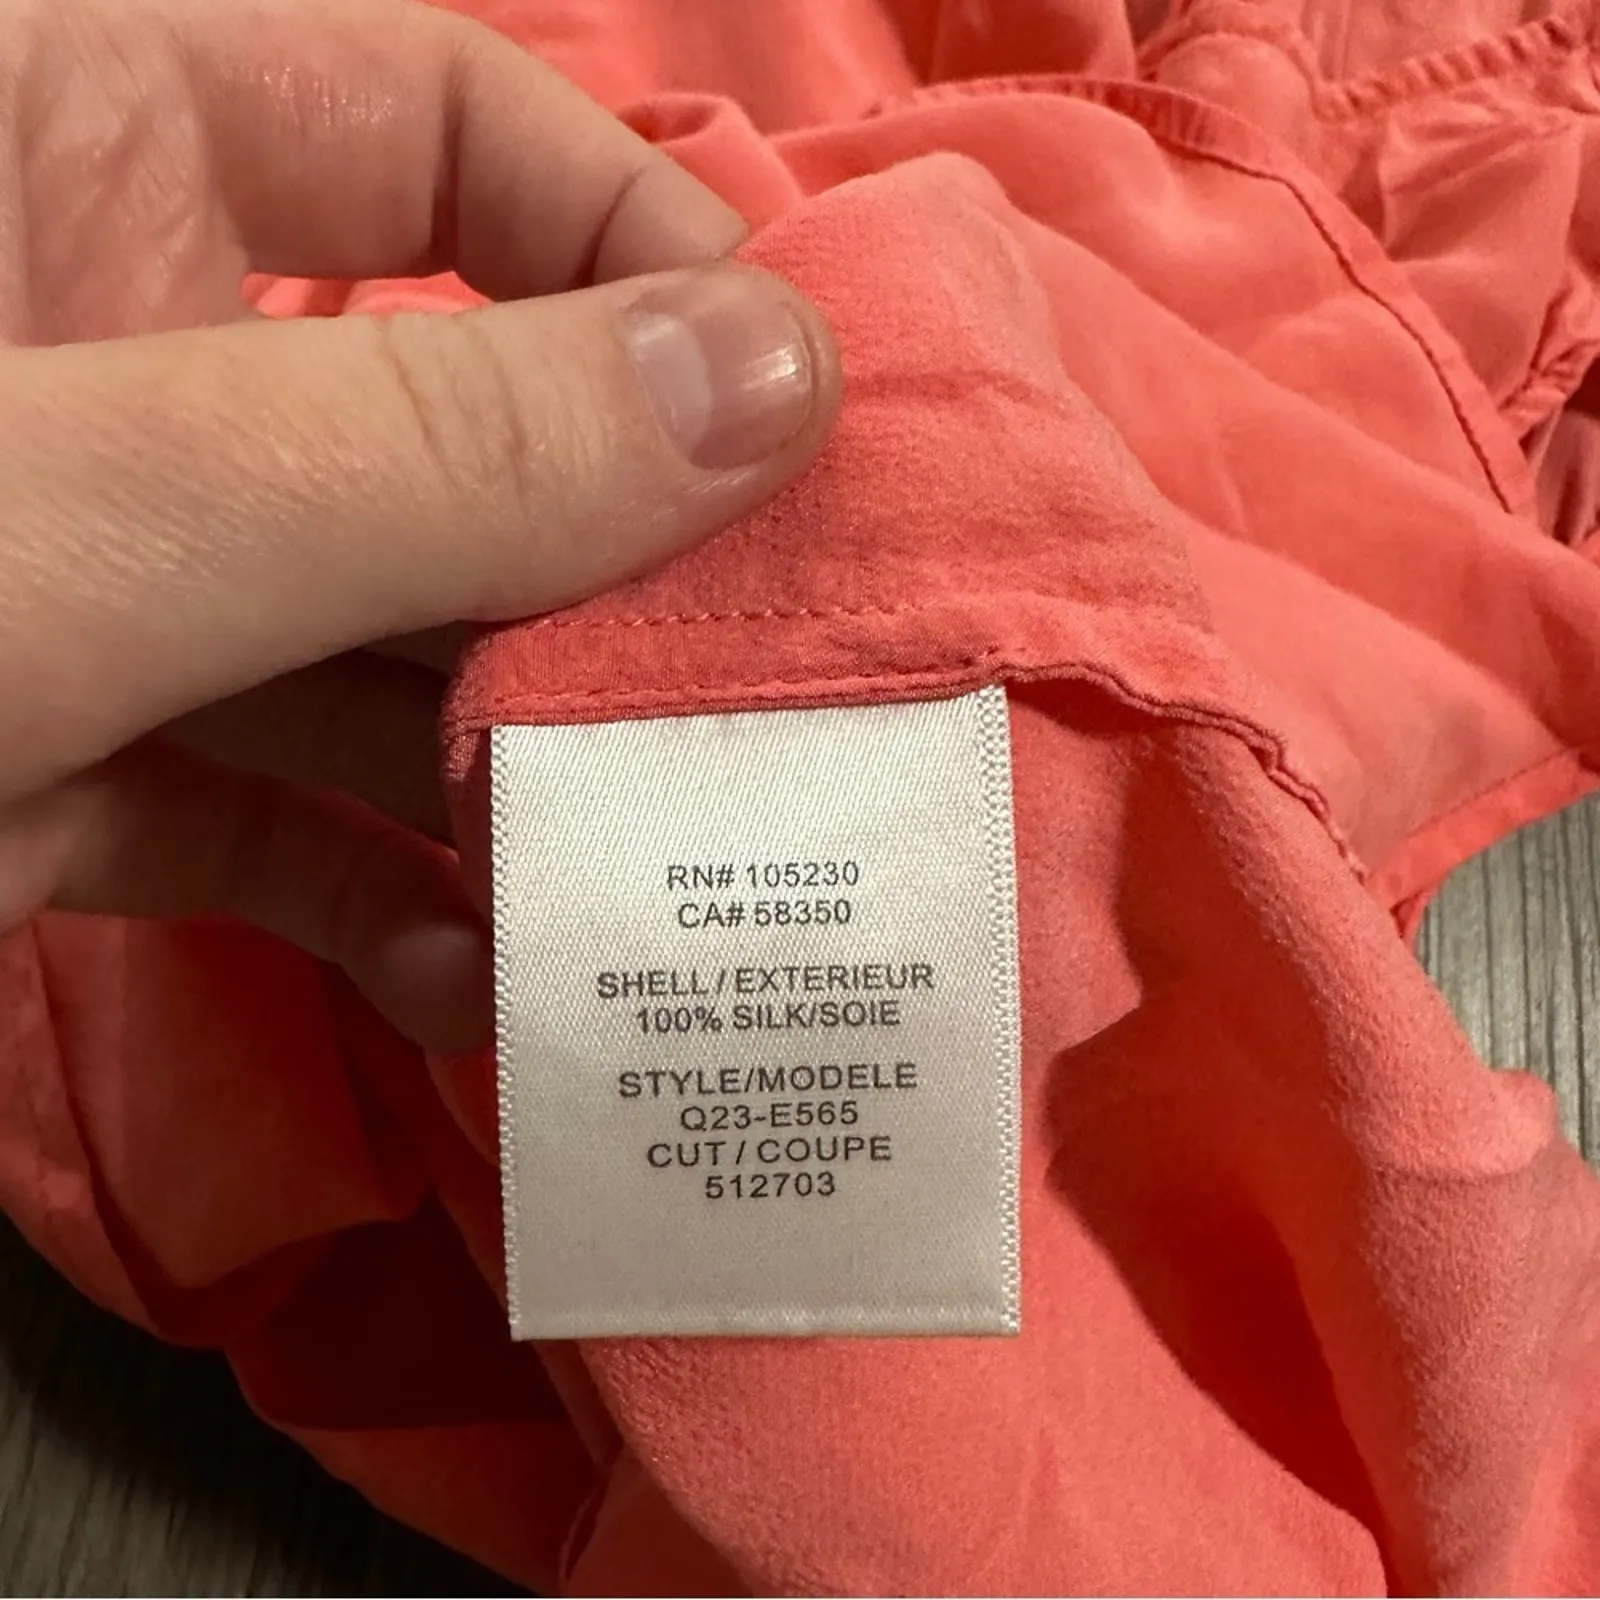 RN# 105230
CA# 58350
SHELL / EXTERIEUR
100% SILK/SOIE
STYLE/MODELE
Q23-E565
CUT / COUPE
512703